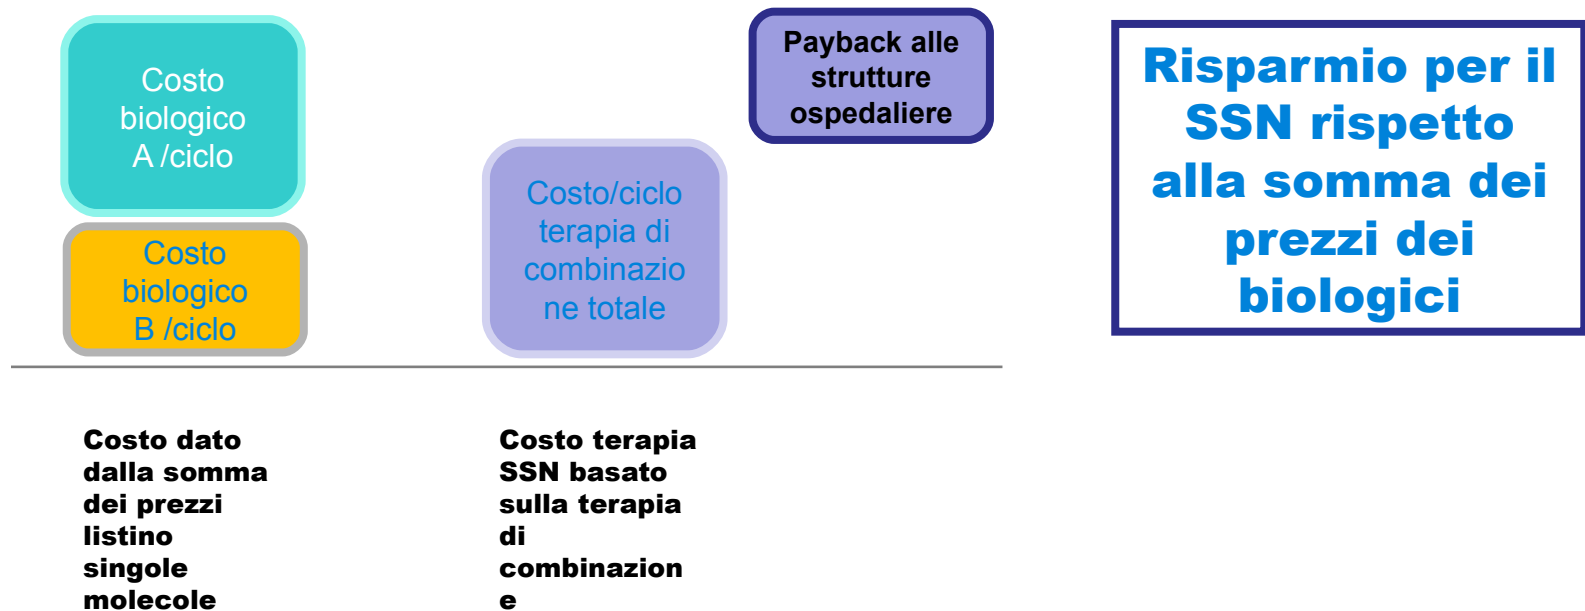 Costo
biologico
A /ciclo
Costo
biologico
B /ciclo
Costo/ciclo
terapia di
combinazio
ne totale
Payback alle
strutture
ospedaliere
Risparmio per il
SSN rispetto
alla somma dei
prezzi dei
biologici
Costo dato
dalla somma
dei prezzi
listino
singole
molecole
Costo terapia
SSN basato
sulla terapia
di
combinazion
e